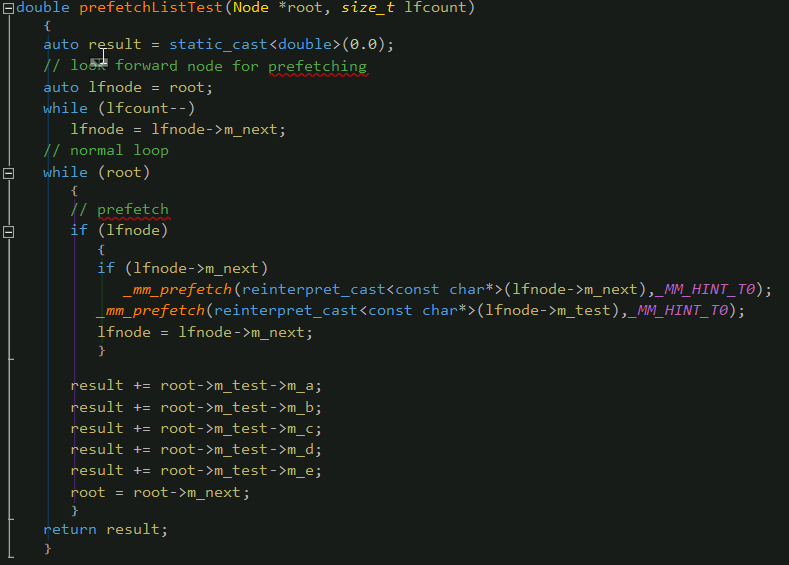 double prefetchListTest(Node *root, size_t lfcount)
{
auto result = static_cast<double>(0.0);
// look forward node for prefetching
auto lfnode = root;
while (lfcount--)
lfnode = lfnode->m_next;
// normal loop
while (root)
{
// prefetch
if (lfnode)
{
if (lfnode->m_next)
_mm_prefetch(reinterpret_cast<const char*>(lfnode->m_next),_MM_HINT_T0);
_mm_prefetch(reinterpret_cast<const char*>(lfnode->m_test),_MM_HINT_T0);
lfnode = lfnode->m_next;
}
result += root->m_test->m_a;
result += root->m_test->m_b;
result += root->m_test->m_c;
result += root->m_test->m_d;
result += root->m_test->m_e;
root = root->m_next;
}
return result;
}